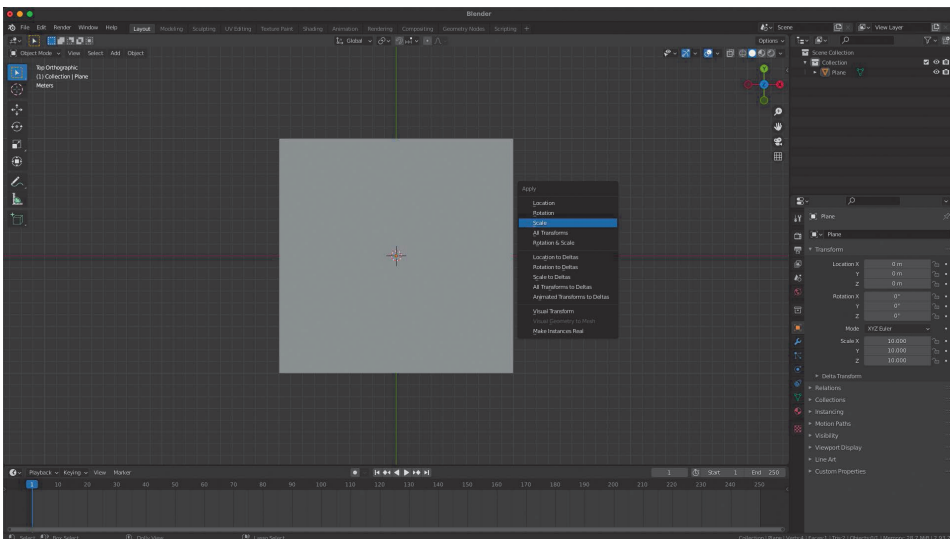 Blender
File Edit Render Window Help Layout Modeling Sculpting UV Editing Texture Paint Shading Animation Rendering Compositing Geometry Nodes Scripting + Scene View Layer
Global Options
Object Mode View Select Add Object
Top Orthographic
(1) Collection | Plane
Meters
Y
X
Z
Apply
Location
Rotation
Scale
All Transforms
Rotation & Scale
Location to Deltas
Rotation to Deltas
Scale to Deltas
All Transforms to Deltas
Animated Transforms to Deltas
Visual Transform
Visual Geometry to Mesh
Make Instances Real
Scene Collection
Collection
Plane
Plane
Plane
Transform
Location X 0 m
Y 0 m
Z 0 m
Rotation X 0°
Y 0°
Z 0°
Mode XYZ Euler
Scale X 10.000
Y 10.000
Z 10.000
Delta Transform
Relations
Collections
Instancing
Motion Paths
Visibility
Viewport Display
Line Art
Custom Properties
Playback Keying View Marker 1 Start 1 End 250
1 10 20 30 40 50 60 70 80 90 100 110 120 130 140 150 160 170 180 190 200 210 220 230 240 250
Select Box Select Dolly View Lasso Select